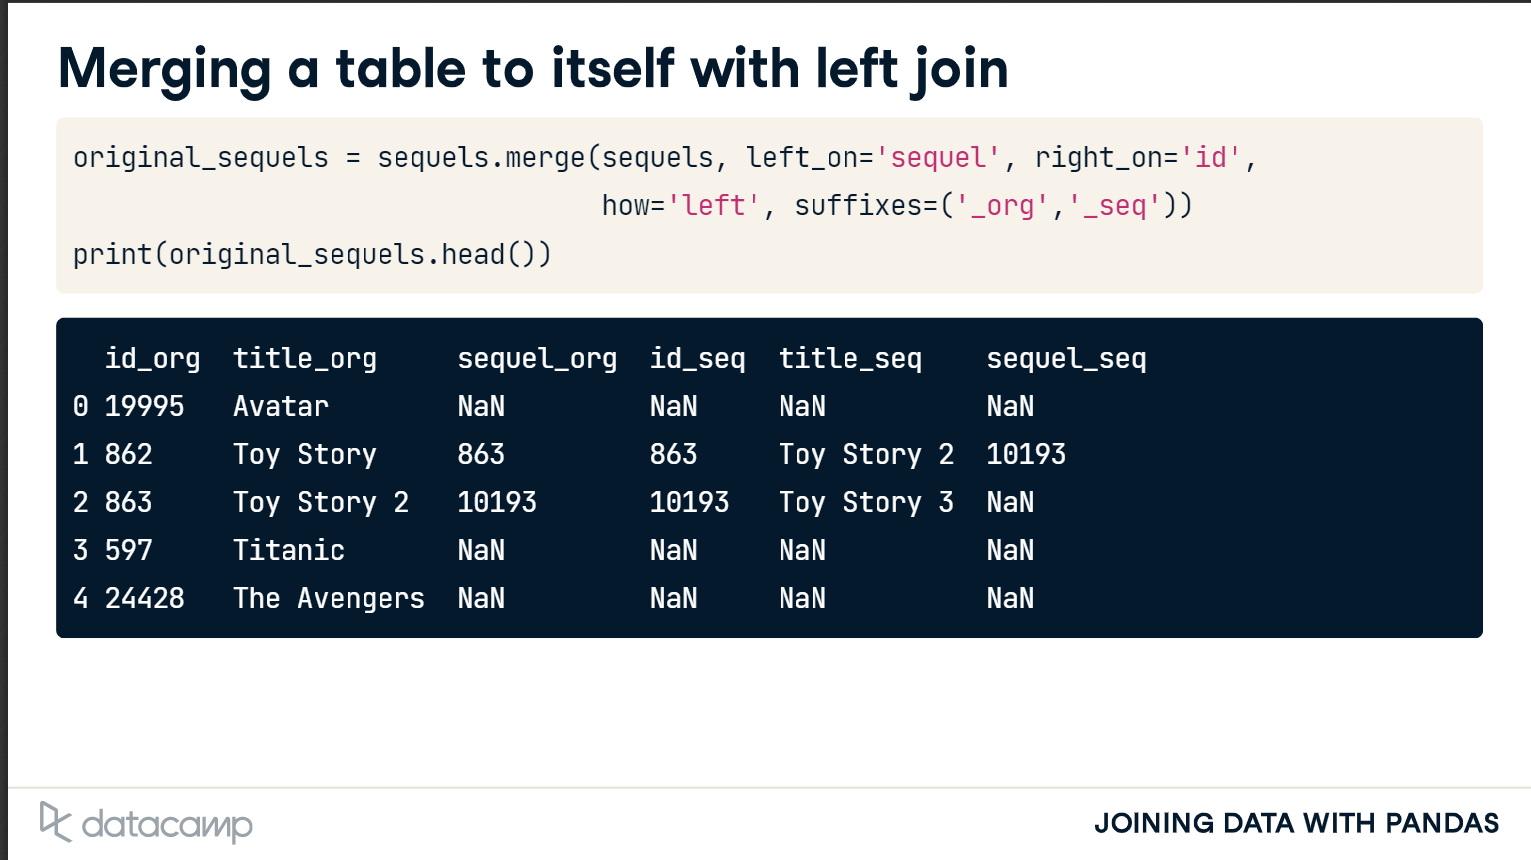 Merging a table to itself with left join
original_sequels = sequels.merge(sequels, left_on='sequel', right_on='id',
how='left', suffixes=('_org','_seq'))
print(original_sequels.head())
id_org title_org sequel_org id_seq title_seq sequel_seq
0 19995 Avatar NaN NaN NaN NaN
1 862 Toy Story 863 863 Toy Story 2 10193
2 863 Toy Story 2 10193 10193 Toy Story 3 NaN
3 597 Titanic NaN NaN NaN NaN
4 24428 The Avengers NaN NaN NaN NaN
datacamp
JOINING DATA WITH PANDAS